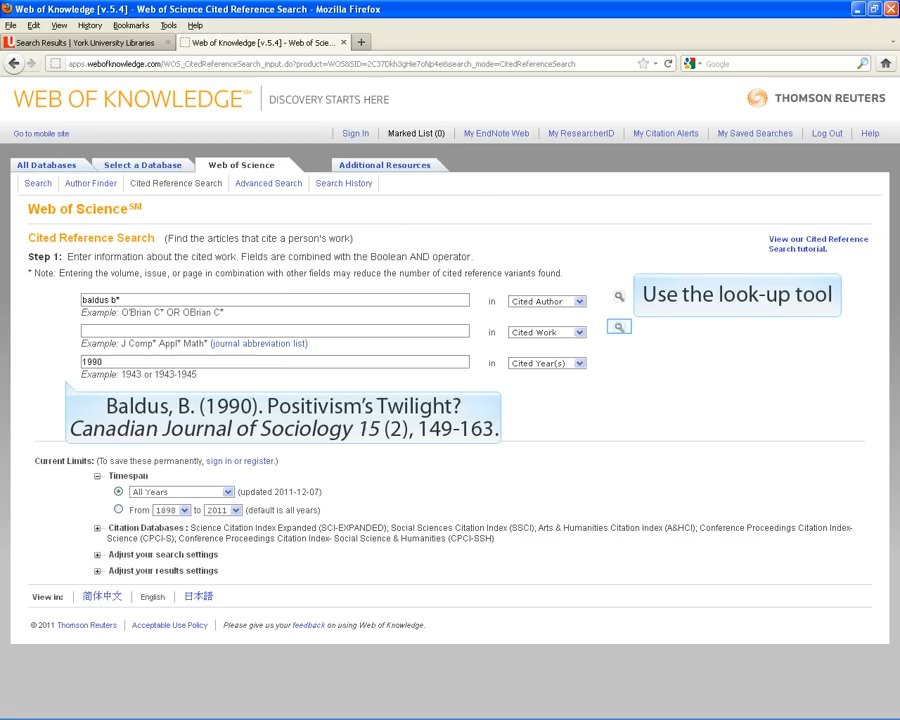 Web of Knowledge [v.5.4] - Web of Science Cited Reference Search - Mozilla Firefox
File Edit View History Bookmarks Tools Help
Search Results | York University Libraries × Web of Knowledge [v.5.4] - Web of Scie... × +
apps.webofknowledge.com/WOS_CitedReferenceSearch_input.do?product=WOS&SID=2C37Dkh3gHie7oNp4ei&search_mode=CitedReferenceSearch Google
WEB OF KNOWLEDGE℠ DISCOVERY STARTS HERE THOMSON REUTERS
Go to mobile site Sign In Marked List (0) My EndNote Web My ResearcherID My Citation Alerts My Saved Searches Log Out Help
All Databases Select a Database Web of Science Additional Resources
Search Author Finder Cited Reference Search Advanced Search Search History
Web of Science℠
Cited Reference Search (Find the articles that cite a person's work)
View our Cited Reference
Search tutorial.
Step 1: Enter information about the cited work. Fields are combined with the Boolean AND operator.
* Note: Entering the volume, issue, or page in combination with other fields may reduce the number of cited reference variants found.
baldus b* in Cited Author Use the look-up tool
Example: O'Brian C* OR OBrian C*
in Cited Work
Example: J Comp* Appl* Math* (journal abbreviation list)
1990 in Cited Year(s)
Example: 1943 or 1943-1945
Baldus, B. (1990). Positivism's Twilight?
Canadian Journal of Sociology 15 (2), 149-163.
Current Limits: (To save these permanently, sign in or register.)
Timespan
All Years (updated 2011-12-07)
From 1898 to 2011 (default is all years)
Citation Databases : Science Citation Index Expanded (SCI-EXPANDED); Social Sciences Citation Index (SSCI); Arts & Humanities Citation Index (A&HCI); Conference Proceedings Citation Index-
Science (CPCI-S); Conference Proceedings Citation Index- Social Science & Humanities (CPCI-SSH)
Adjust your search settings
Adjust your results settings
View in: 简体中文 English 日本語
© 2011 Thomson Reuters Acceptable Use Policy Please give us your feedback on using Web of Knowledge.